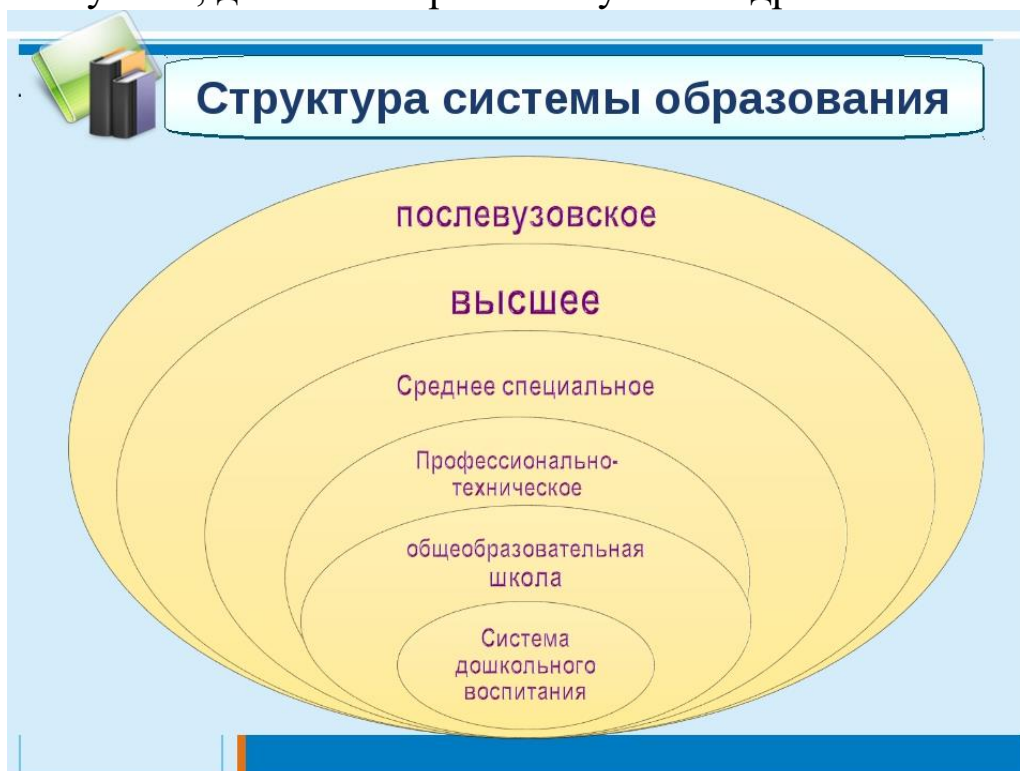 Структура системы образования
послевузовское
высшее
Среднее специальное
Профессионально-
техническое
общеобразовательная
школа
Система
дошкольного
воспитания